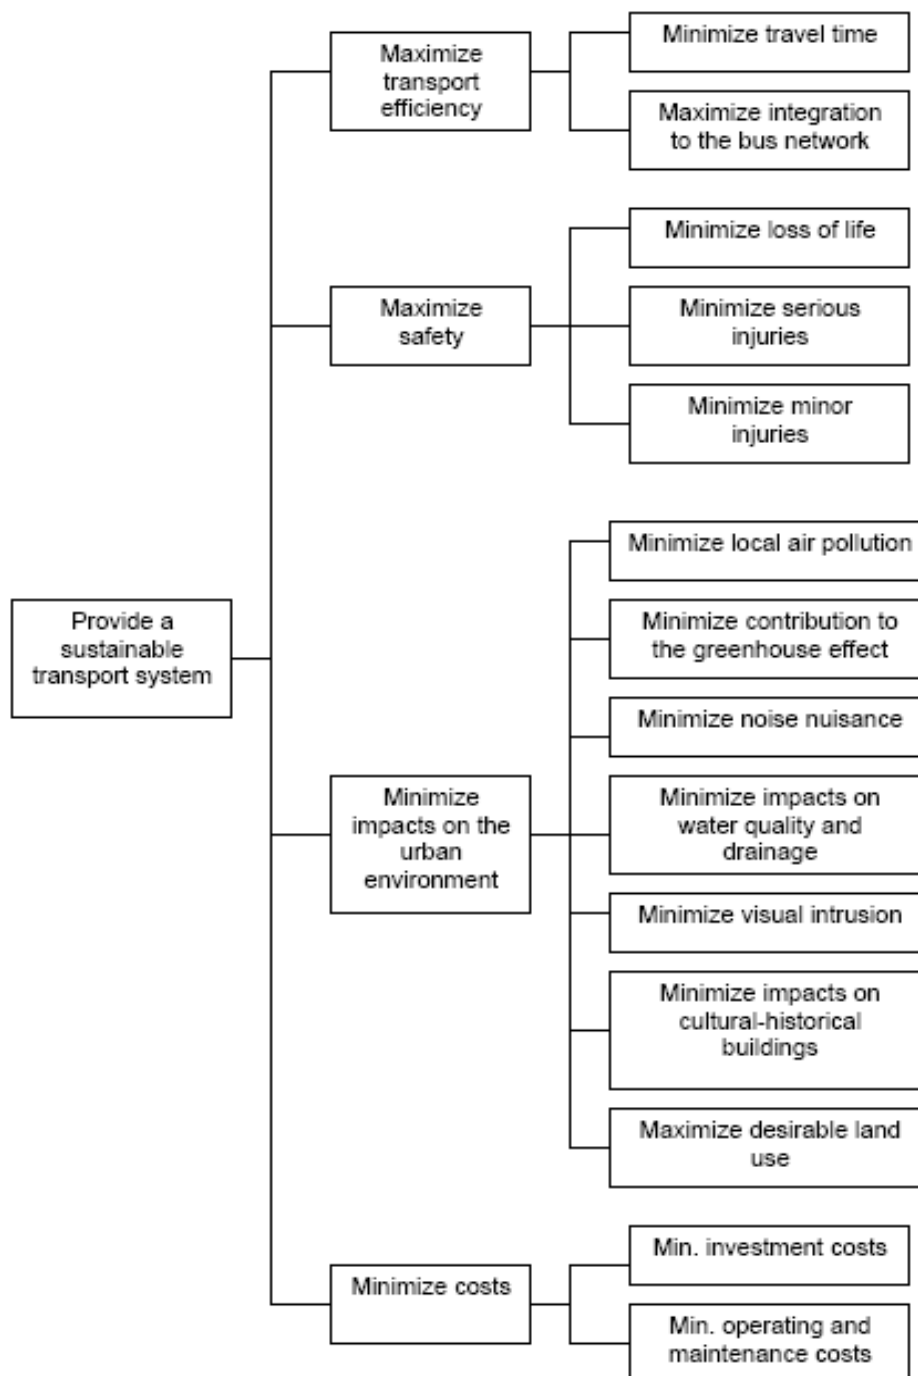 Maximize
transport
efficiency
Minimize travel time
Maximize integration
to the bus network
Maximize
safety
Minimize loss of life
Minimize serious
injuries
Minimize minor
injuries
Provide a
sustainable
transport system
Minimize
impacts on the
urban
environment
Minimize local air pollution
Minimize contribution to
the greenhouse effect
Minimize noise nuisance
Minimize impacts on
water quality and
drainage
Minimize visual intrusion
Minimize impacts on
cultural-historical
buildings
Maximize desirable land
use
Minimize costs
Min. investment costs
Min. operating and
maintenance costs